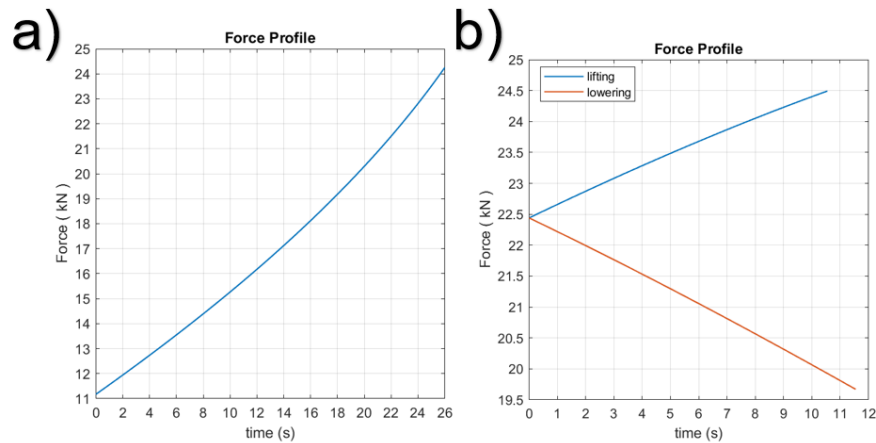 a)
Force Profile
25
24
23
22
21
20
19
18
17
16
15
14
13
12
11
Force ( kN )
0 2 4 6 8 10 12 14 16 18 20 22 24 26
time (s)
b)
Force Profile
lifting
lowering
25
24.5
24
23.5
23
22.5
22
21.5
21
20.5
20
19.5
Force ( kN )
0 1 2 3 4 5 6 7 8 9 10 11 12
time (s)